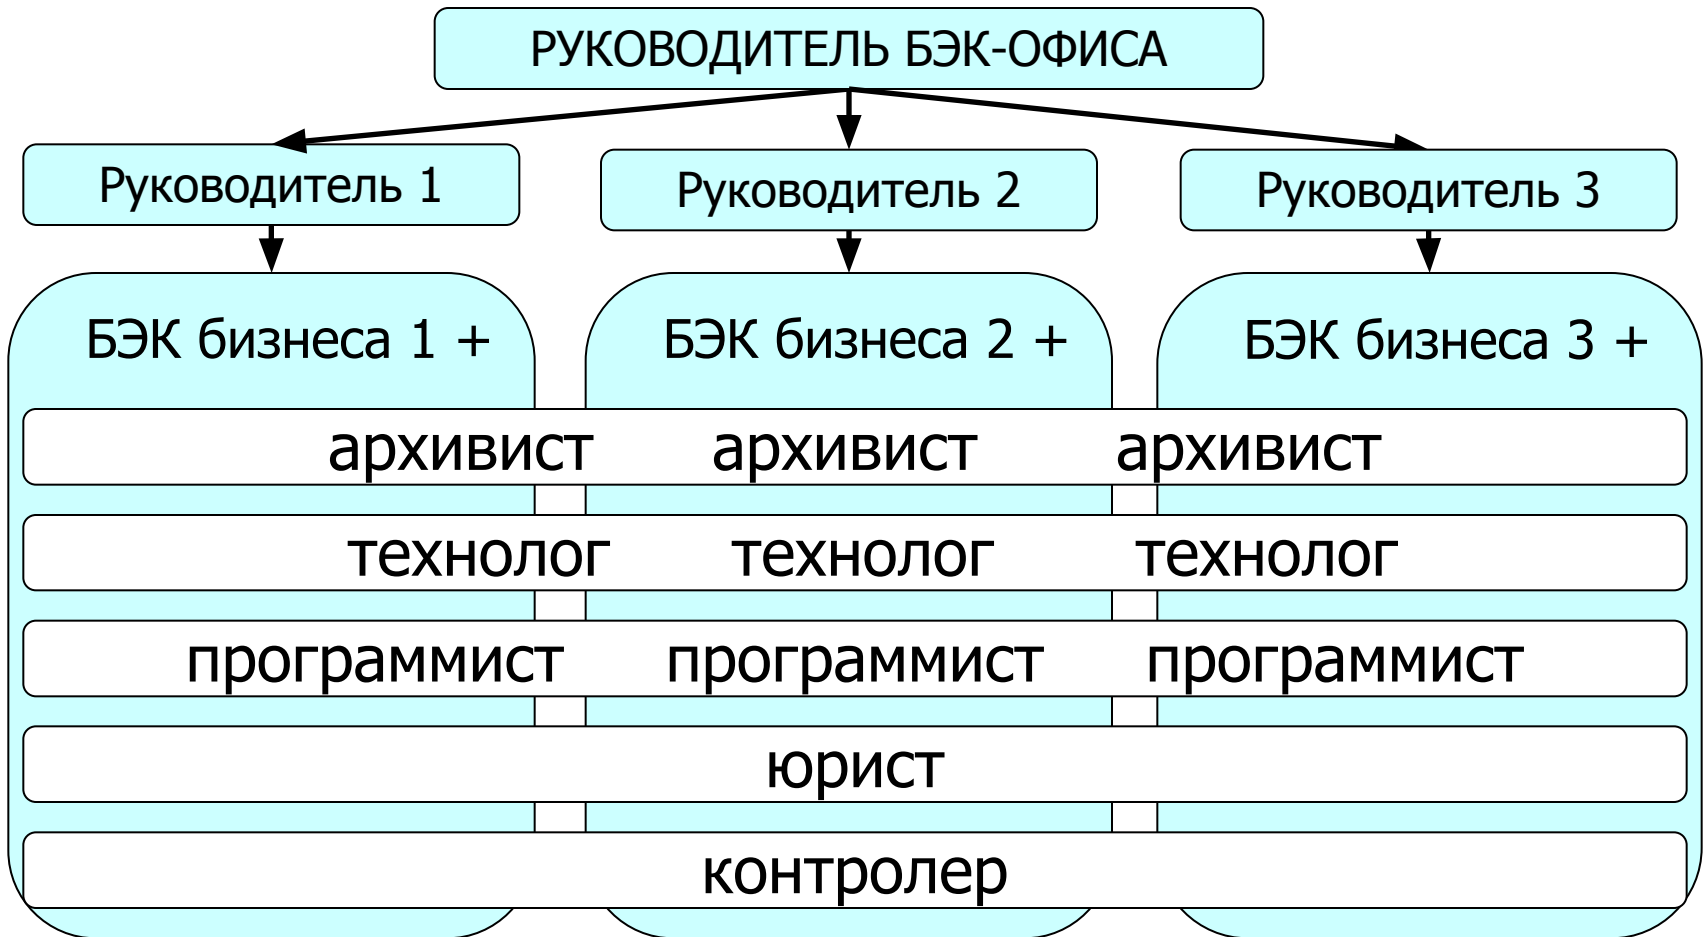 РУКОВОДИТЕЛЬ БЭК-ОФИСА
Руководитель 1
Руководитель 2
Руководитель 3
БЭК бизнеса 1 +
БЭК бизнеса 2 +
БЭК бизнеса 3 +
архивист архивист архивист
технолог технолог технолог
программист программист программист
юрист
контролер